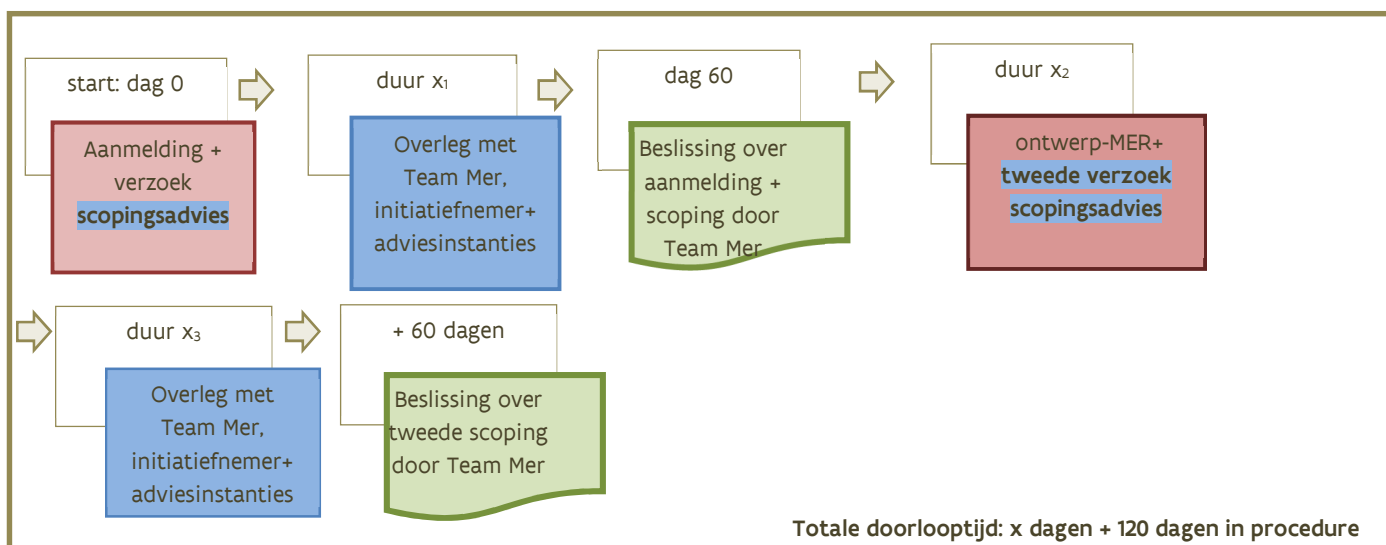 start: dag 0
Aanmelding +
verzoek
scopingsadvies
duur x₁
Overleg met
Team Mer,
initiatiefnemer+
adviesinstanties
dag 60
Beslissing over
aanmelding +
scoping door
Team Mer
duur x₂
ontwerp-MER+
tweede verzoek
scopingsadvies
duur x₃
Overleg met
Team Mer,
initiatiefnemer+
adviesinstanties
+ 60 dagen
Beslissing over
tweede scoping
door Team Mer
Totale doorlooptijd: x dagen + 120 dagen in procedure